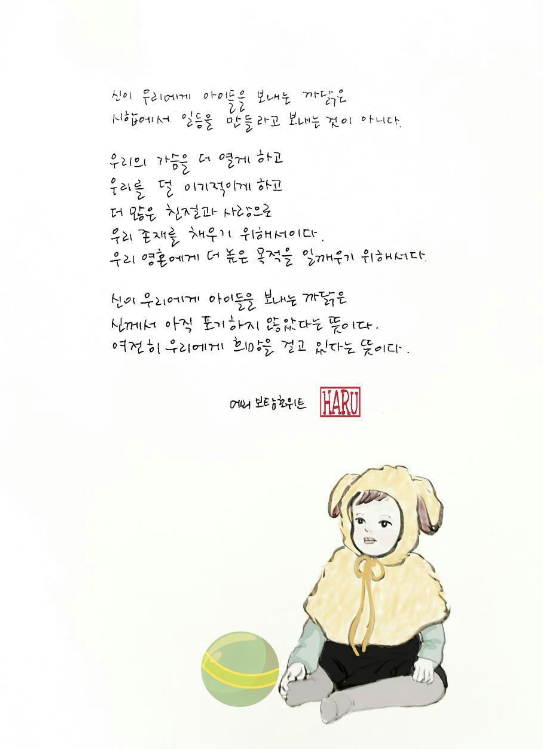 신이 우리에게 아이들을 보내는 까닭은
시합에서 일등을 만들라고 보내는 것이 아니다.
우리의 가슴을 더 열게 하고
우리를 덜 이기적이게 하고
더 많은 친절과 사랑으로
우리 존재를 채우기 위해서이다.
우리 영혼에게 더 높은 목적을 일깨우기 위해서다.
신이 우리에게 아이들을 보내는 까닭은
신께서 아직 포기하지 않았다는 뜻이다.
여전히 우리에게 희망을 걸고 있다는 뜻이다.
메리 보탐호위트 HARU